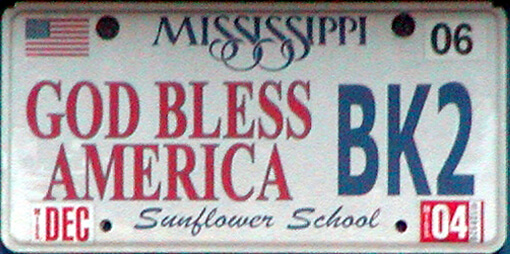 MISSISSIPPI
06
GOD BLESS
AMERICA
BK2
DEC
Sunflower School
04